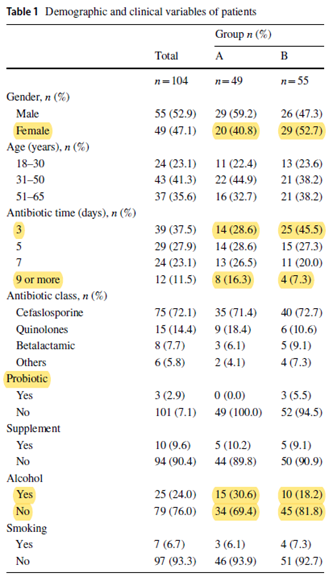 Table 1 Demographic and clinical variables of patients
Group n (%)
Total A B
n=104 n=49 n=55
Gender, n (%)
Male 55 (52.9) 29 (59.2) 26 (47.3)
Female 49 (47.1) 20 (40.8) 29 (52.7)
Age (years), n (%)
18–30 24 (23.1) 11 (22.4) 13 (23.6)
31–50 43 (41.3) 22 (44.9) 21 (38.2)
51–65 37 (35.6) 16 (32.7) 21 (38.2)
Antibiotic time (days), n (%)
3 39 (37.5) 14 (28.6) 25 (45.5)
5 29 (27.9) 14 (28.6) 15 (27.3)
7 24 (23.1) 13 (26.5) 11 (20.0)
9 or more 12 (11.5) 8 (16.3) 4 (7.3)
Antibiotic class, n (%)
Cefaslosporine 75 (72.1) 35 (71.4) 40 (72.7)
Quinolones 15 (14.4) 9 (18.4) 6 (10.6)
Betalactamic 8 (7.7) 3 (6.1) 5 (9.1)
Others 6 (5.8) 2 (4.1) 4 (7.3)
Probiotic
Yes 3 (2.9) 0 (0.0) 3 (5.5)
No 101 (7.1) 49 (100.0) 52 (94.5)
Supplement
Yes 10 (9.6) 5 (10.2) 5 (9.1)
No 94 (90.4) 44 (89.8) 50 (90.9)
Alcohol
Yes 25 (24.0) 15 (30.6) 10 (18.2)
No 79 (76.0) 34 (69.4) 45 (81.8)
Smoking
Yes 7 (6.7) 3 (6.1) 4 (7.3)
No 97 (93.3) 46 (93.9) 51 (92.7)